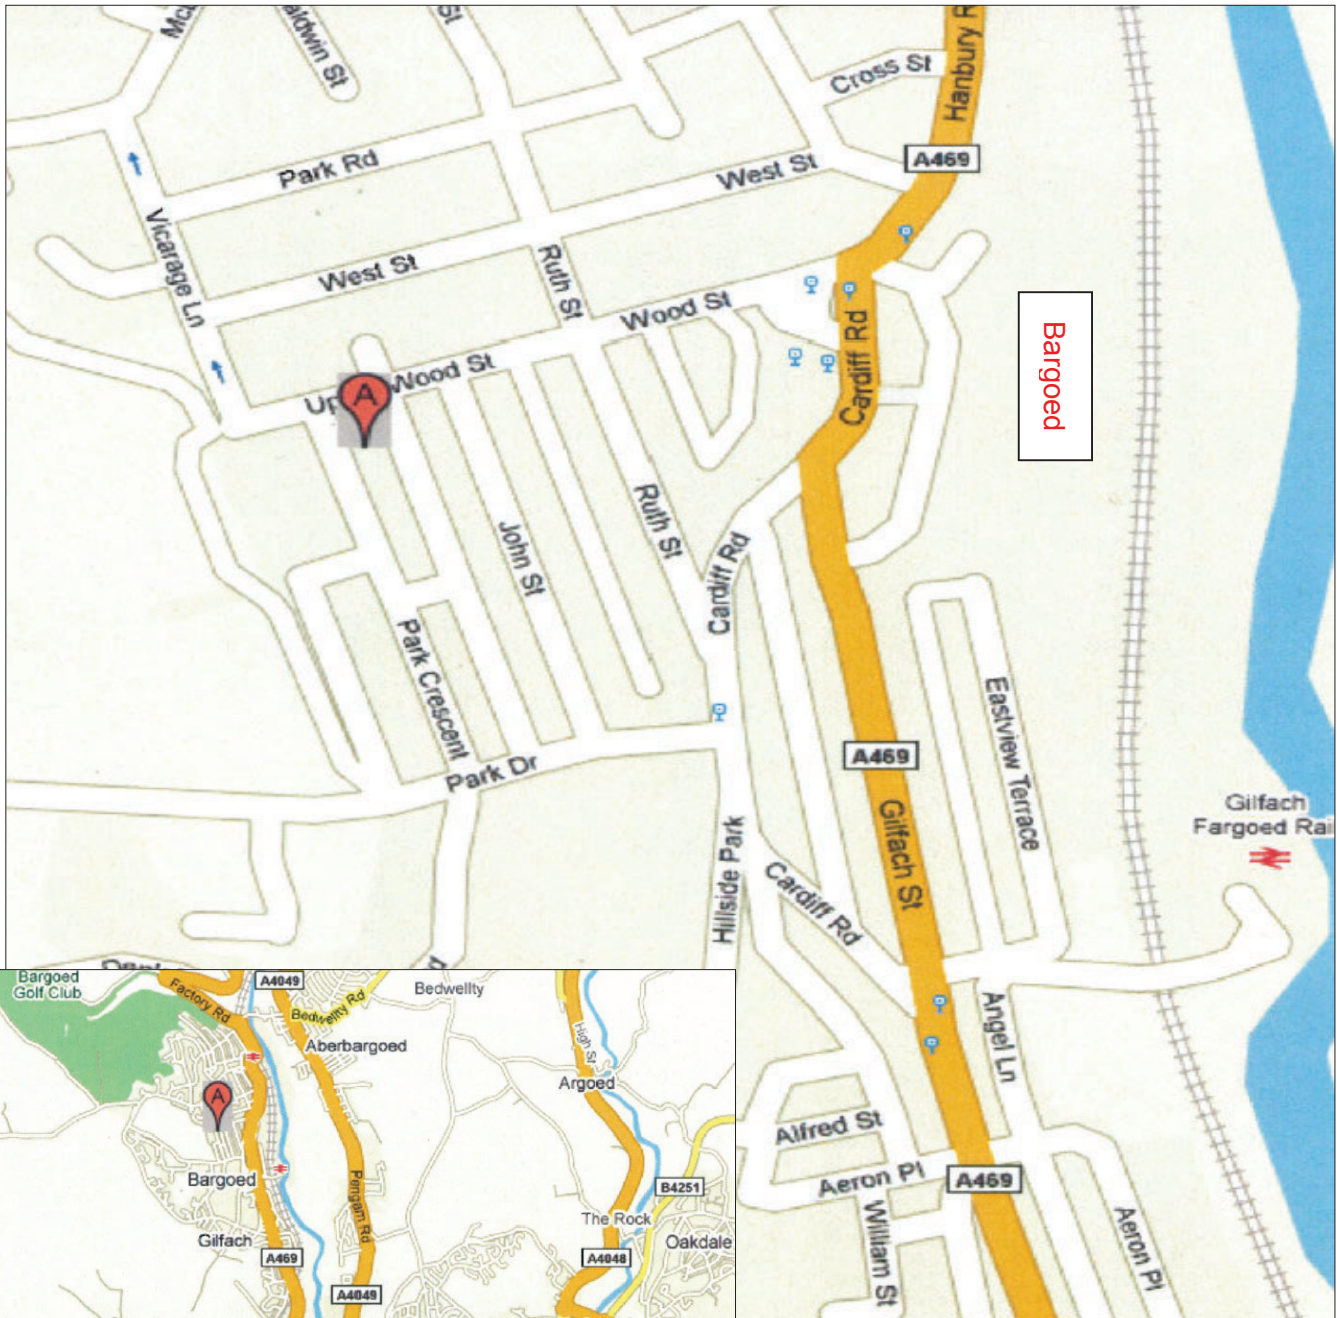 aldwin St
St
Hanbury R
Cross St
A469
Park Rd
West St
Vicarage Ln
West St
Ruth St
Wood St
Cardiff Rd
Bargoed
Wood St
A
Ruth St
John St
Cardiff Rd
Park Crescent
Eastview Terrace
A469
Park Dr
Gilfach St
Gilfach
Fargoed Rai
Hillside Park
Cardiff Rd
Angel Ln
Alfred St
Aeron Pl
A469
William St
Aeron Pl
Bargoed
Golf Club
Factory Rd
A4049
Bedwellty Rd
Bedwellty
Aberbargoed
High St
Argoed
A
Bargoed
Pengam Rd
B4251
The Rock
Oakdale
Gilfach
A469
A4048
A4049